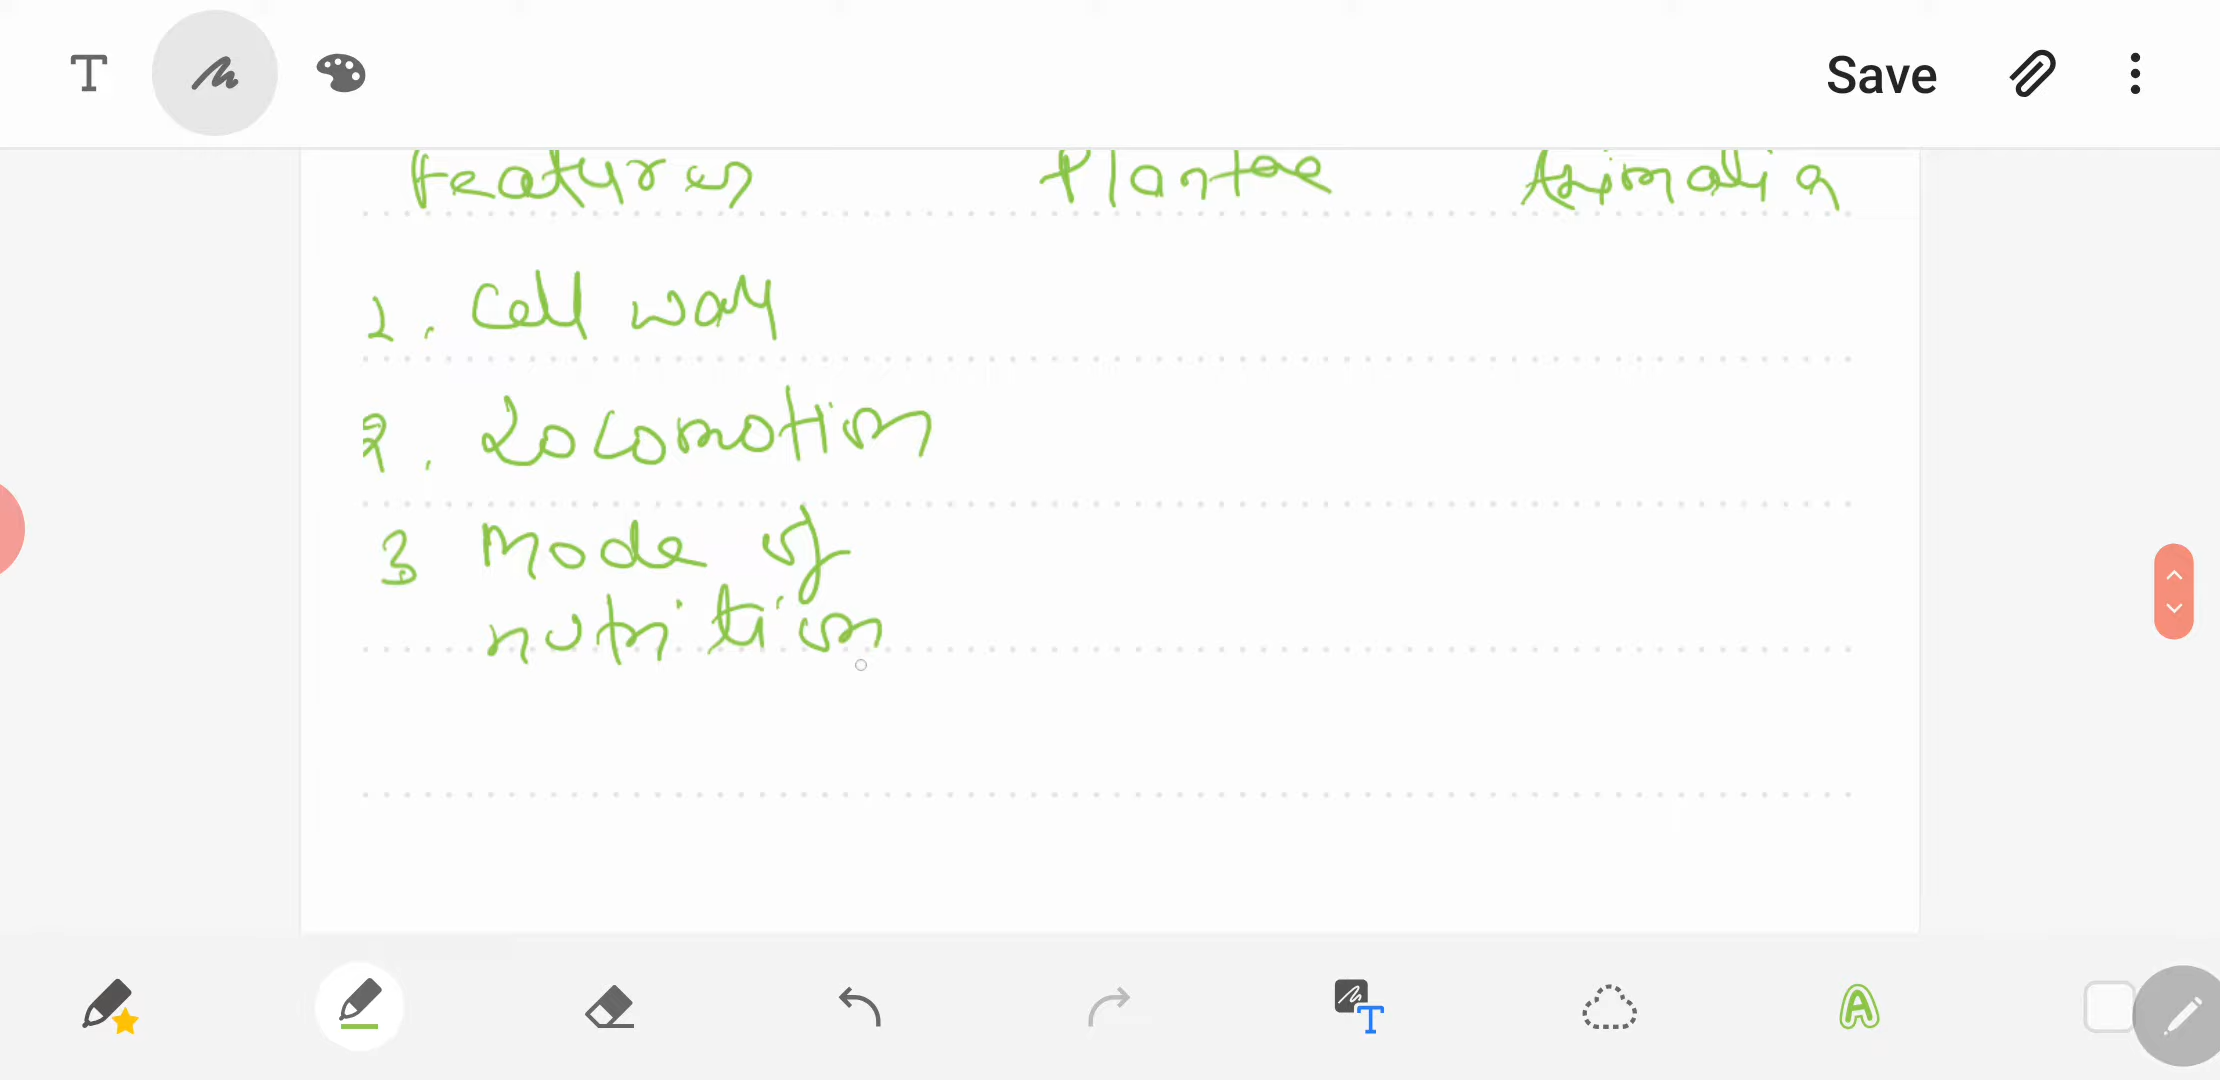 Save
Features Plantae Animalia
1. Cell wall
2. Locomotion
3 Mode of
nutrition